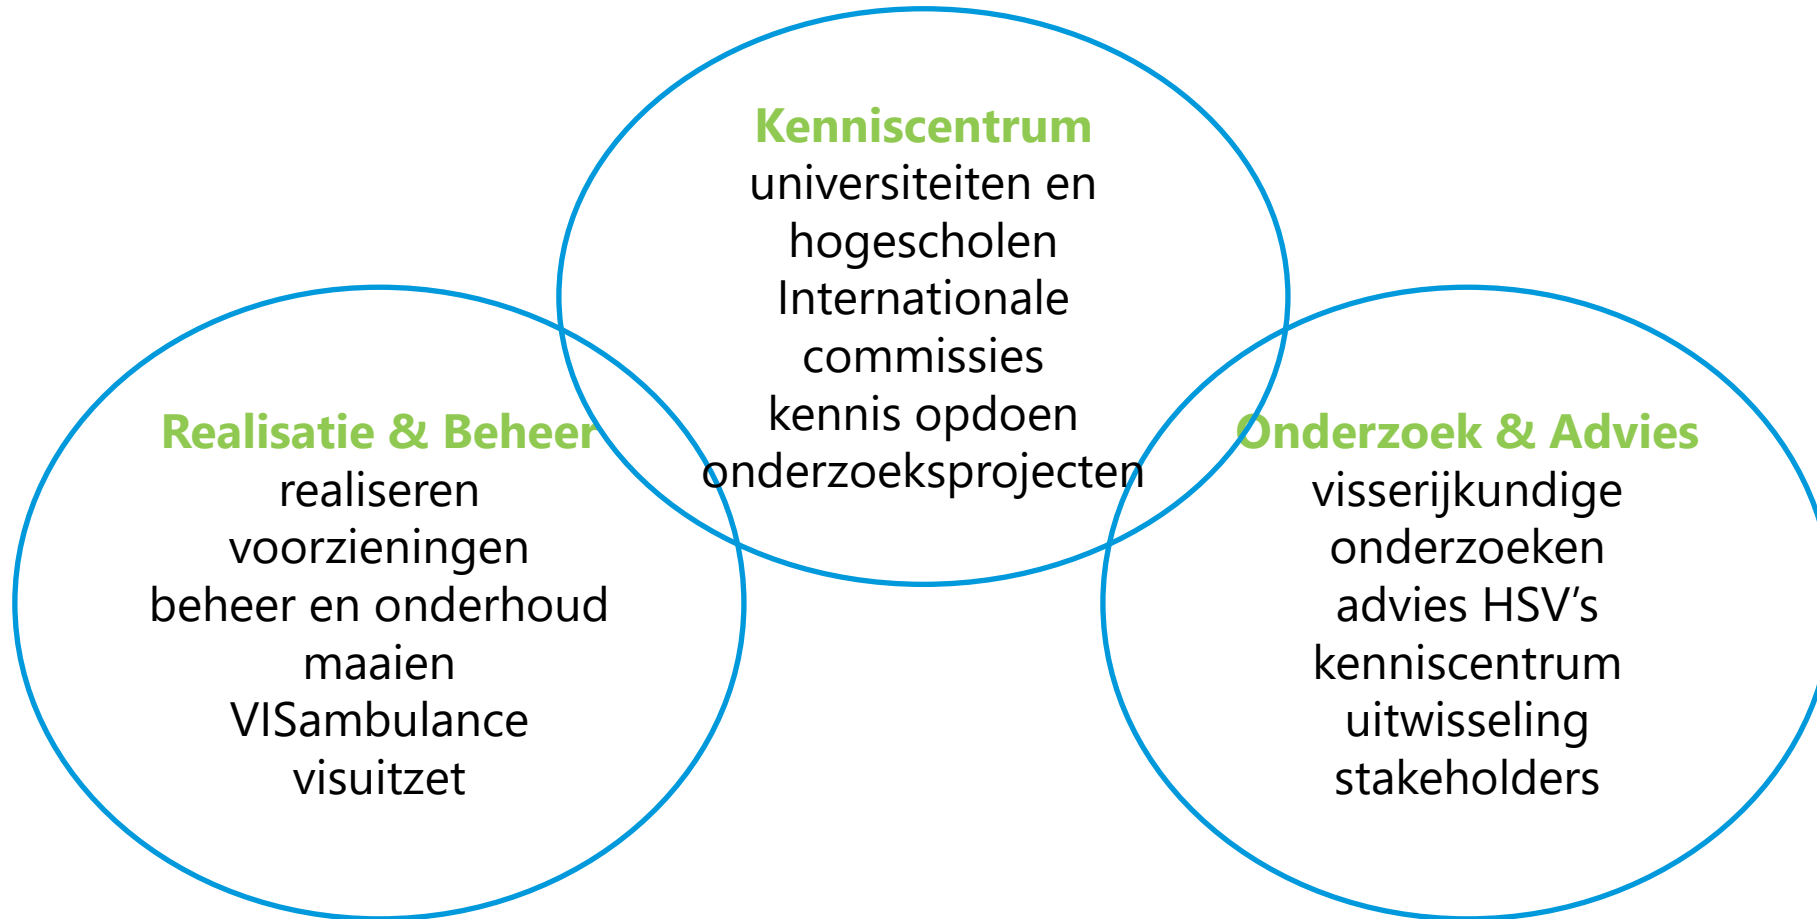 Kenniscentrum
universiteiten en
hogescholen
Internationale
commissies
kennis opdoen
onderzoeksprojecten
Realisatie & Beheer
realiseren
voorzieningen
beheer en onderhoud
maaien
VISambulance
visuitzet
Onderzoek & Advies
visserijkundige
onderzoeken
advies HSV’s
kenniscentrum
uitwisseling
stakeholders